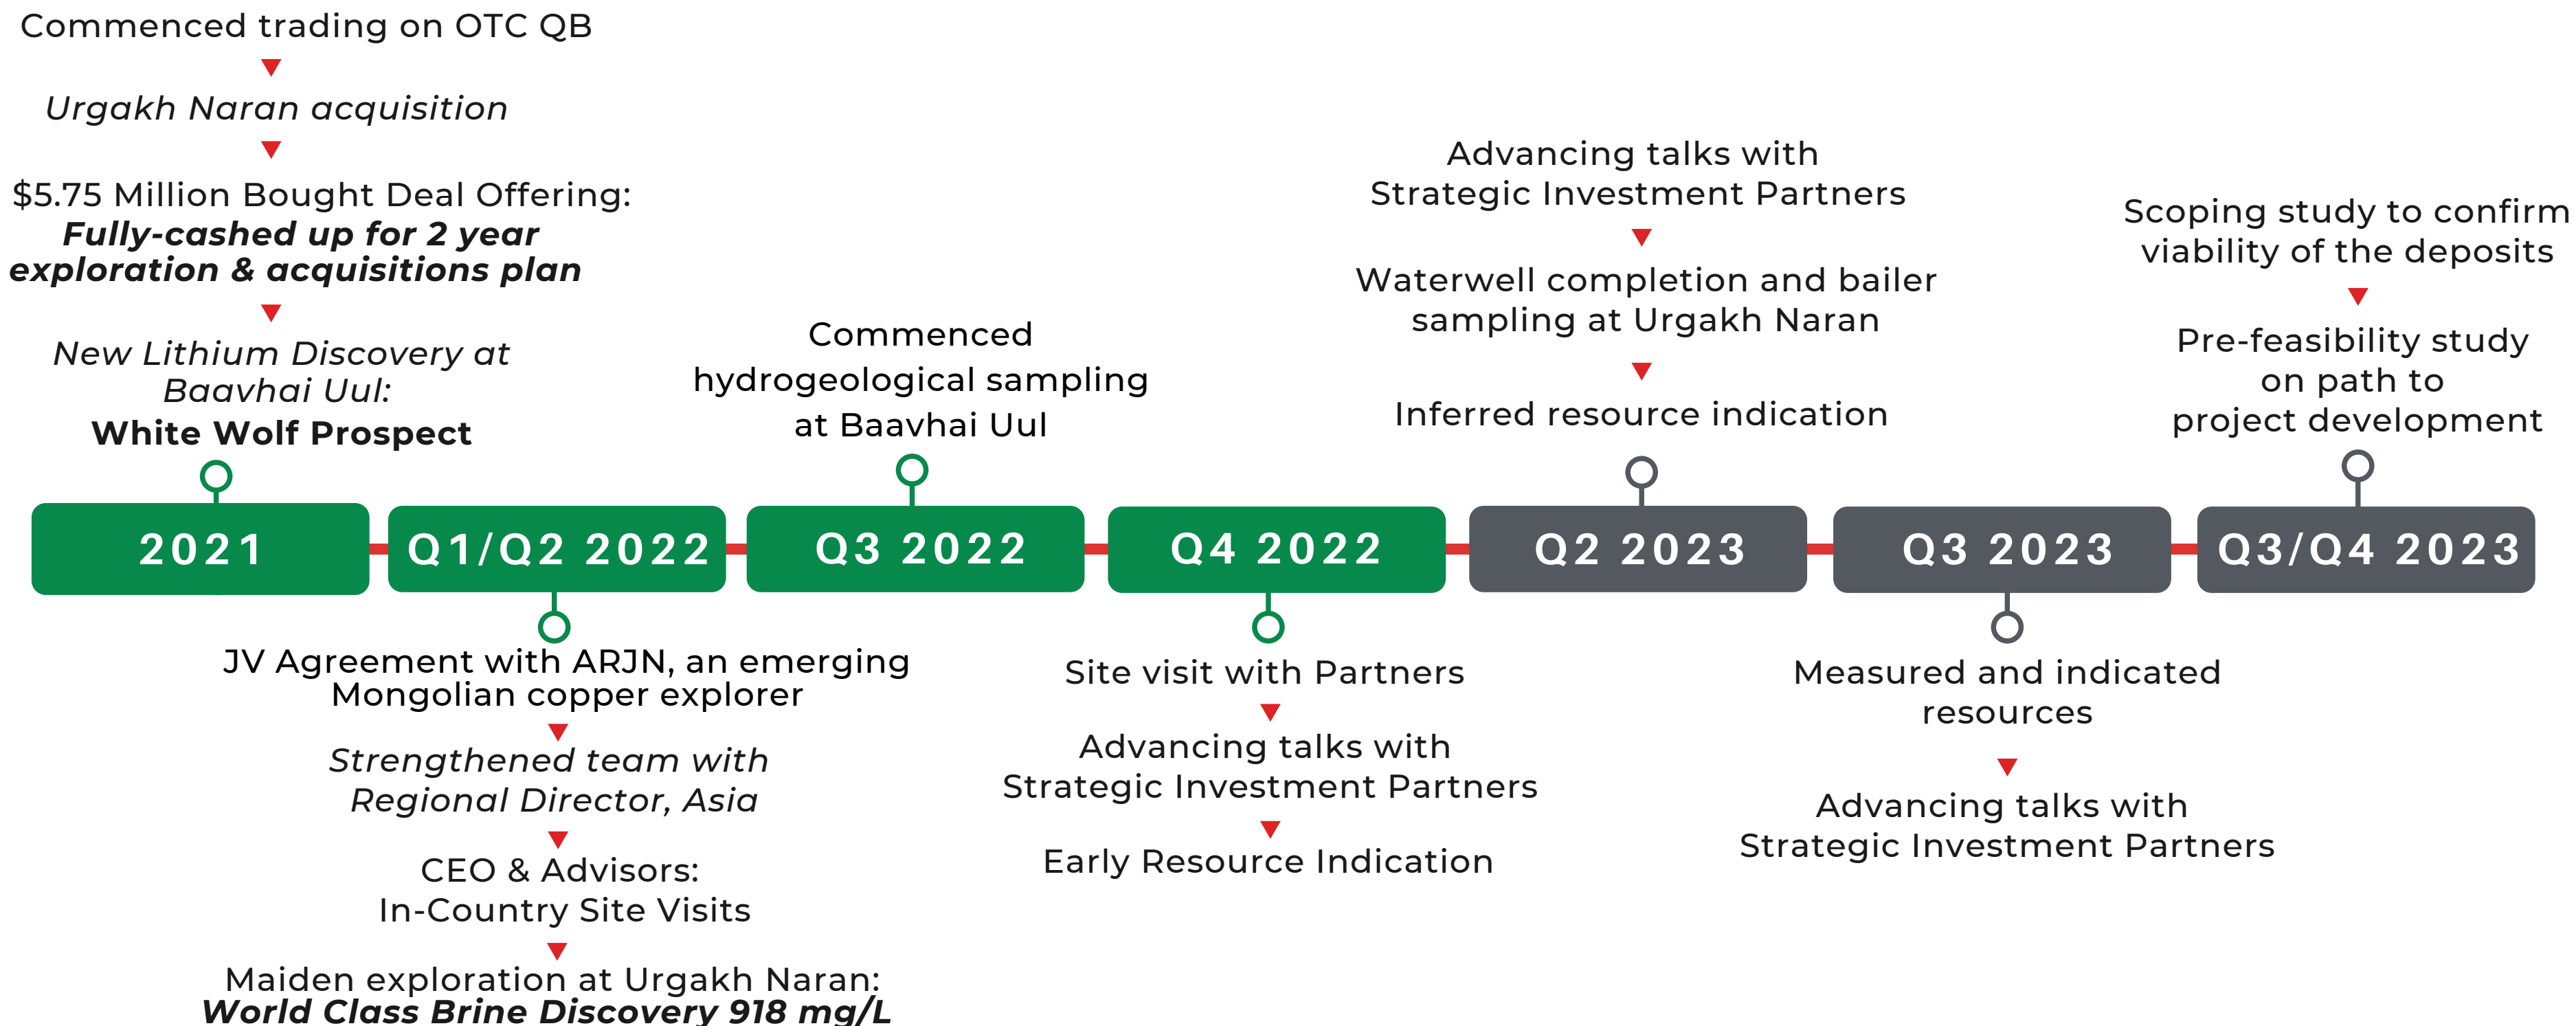 Commenced trading on OTC QB
Urgakh Naran acquisition
$5.75 Million Bought Deal Offering:
Fully-cashed up for 2 year
exploration & acquisitions plan
New Lithium Discovery at
Baavhai Uul:
White Wolf Prospect
Commenced
hydrogeological sampling
at Baavhai Uul
Advancing talks with
Strategic Investment Partners
Waterwell completion and bailer
sampling at Urgakh Naran
Inferred resource indication
Scoping study to confirm
viability of the deposits
Pre-feasibility study
on path to
project development
2021
Q1/Q2 2022
Q3 2022
Q4 2022
Q2 2023
Q3 2023
Q3/Q4 2023
JV Agreement with ARJN, an emerging
Mongolian copper explorer
Strengthened team with
Regional Director, Asia
CEO & Advisors:
In-Country Site Visits
Maiden exploration at Urgakh Naran:
World Class Brine Discovery 918 mg/L
Site visit with Partners
Advancing talks with
Strategic Investment Partners
Early Resource Indication
Measured and indicated
resources
Advancing talks with
Strategic Investment Partners